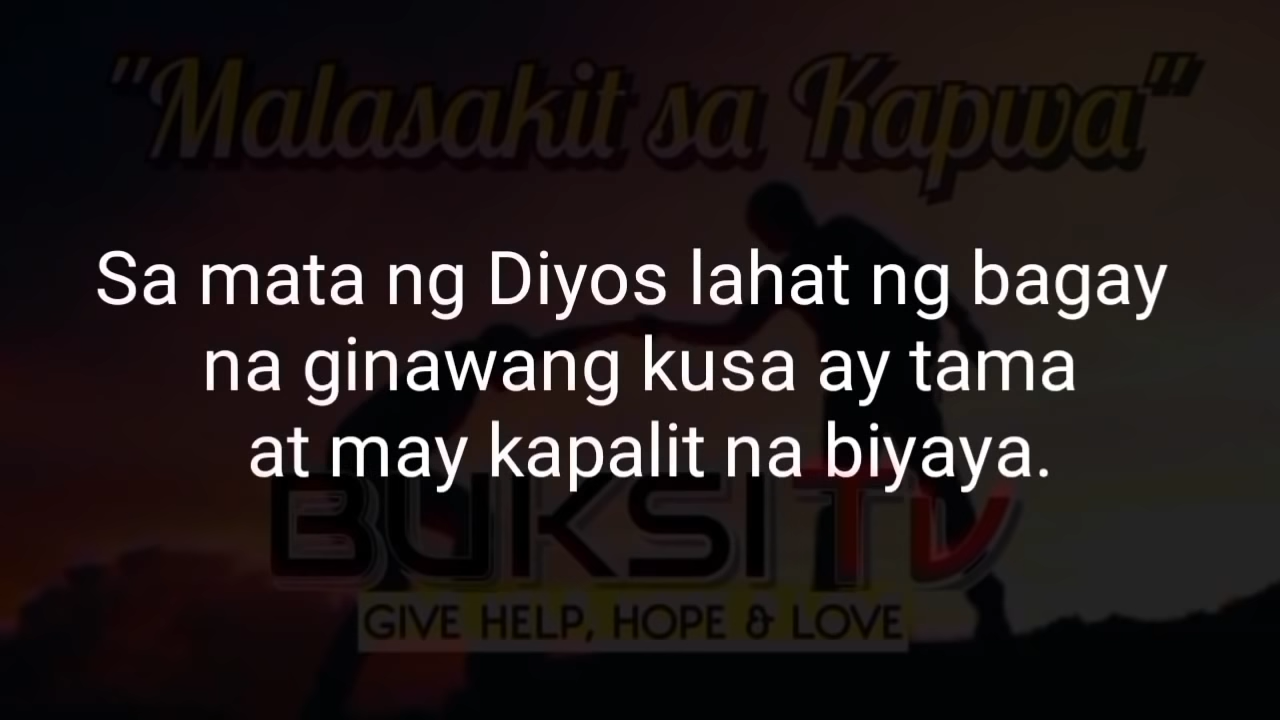 "Malasakit sa Kapwa"
Sa mata ng Diyos lahat ng bagay
na ginawang kusa ay tama
at may kapalit na biyaya.
BUKSI TV
GIVE HELP, HOPE & LOVE